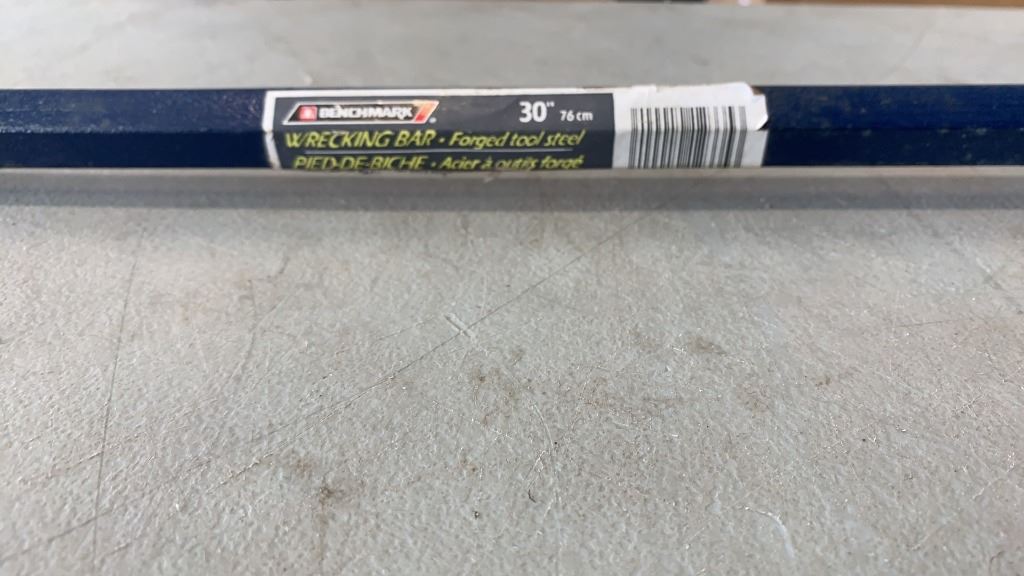 BENCHMARK
30" 76 cm
WRECKING BAR • Forged tool steel
PIED-DE-BICHE • Acier à outils forgé